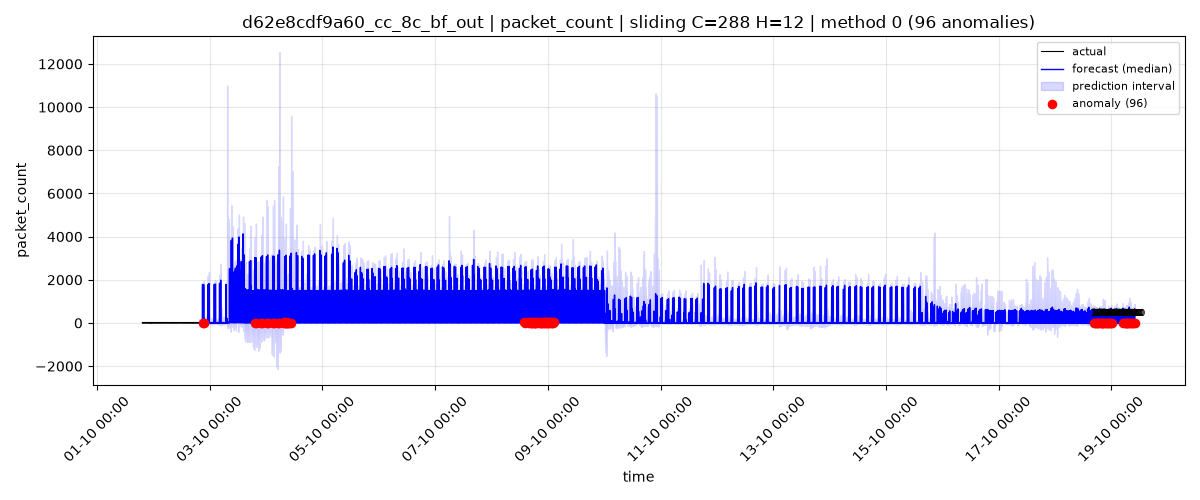 d62e8cdf9a60_cc_8c_bf_out | packet_count | sliding C=288 H=12 | method 0 (96 anomalies)
actual
forecast (median)
prediction interval
anomaly (96)
packet_count
12000
10000
8000
6000
4000
2000
0
−2000
01-10 00:00
03-10 00:00
05-10 00:00
07-10 00:00
09-10 00:00
11-10 00:00
13-10 00:00
15-10 00:00
17-10 00:00
19-10 00:00
time